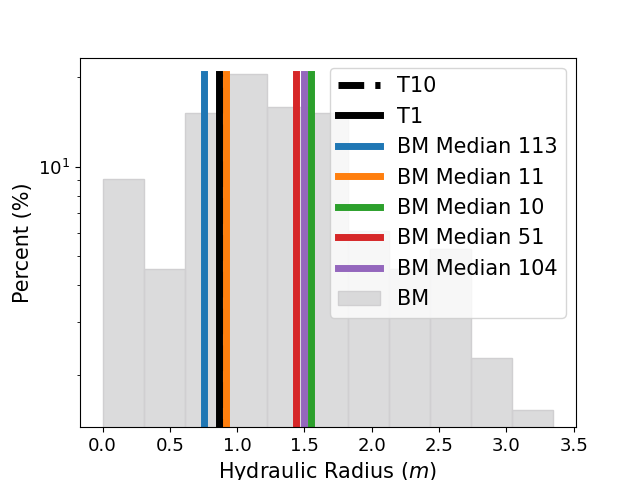 T10
T1
BM Median 113
BM Median 11
BM Median 10
BM Median 51
BM Median 104
BM
10¹
Percent (%)
0.0 0.5 1.0 1.5 2.0 2.5 3.0 3.5
Hydraulic Radius (m)